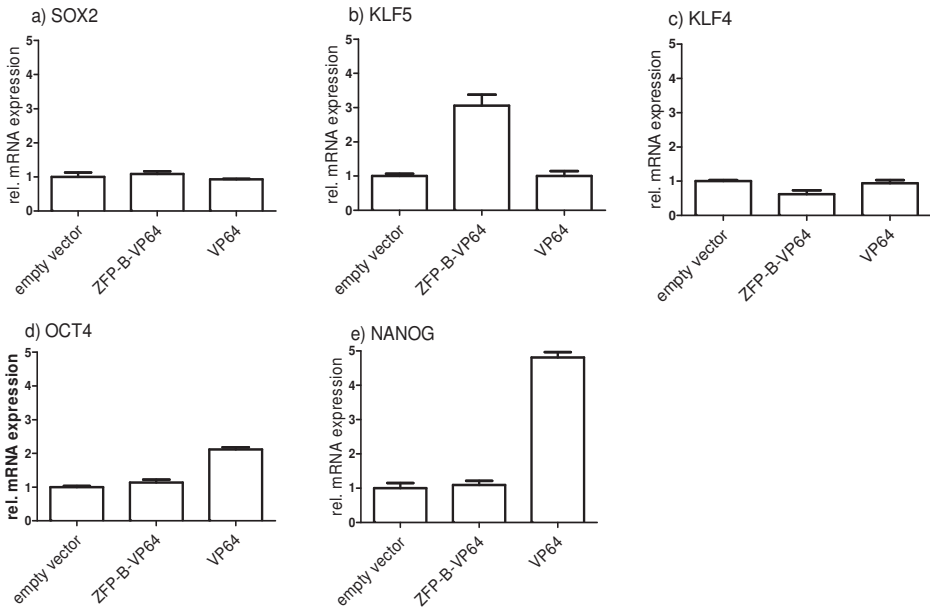 a) SOX2
rel. mRNA expression
5
4
3
2
1
0
empty vector
ZFP-B-VP64
VP64
b) KLF5
rel. mRNA expression
5
4
3
2
1
0
empty vector
ZFP-B-VP64
VP64
c) KLF4
rel. mRNA expression
5
4
3
2
1
0
empty vector
ZFP-B-VP64
VP64
d) OCT4
rel. mRNA expression
5
4
3
2
1
0
empty vector
ZFP-B-VP64
VP64
e) NANOG
rel. mRNA expression
5
4
3
2
1
0
empty vector
ZFP-B-VP64
VP64